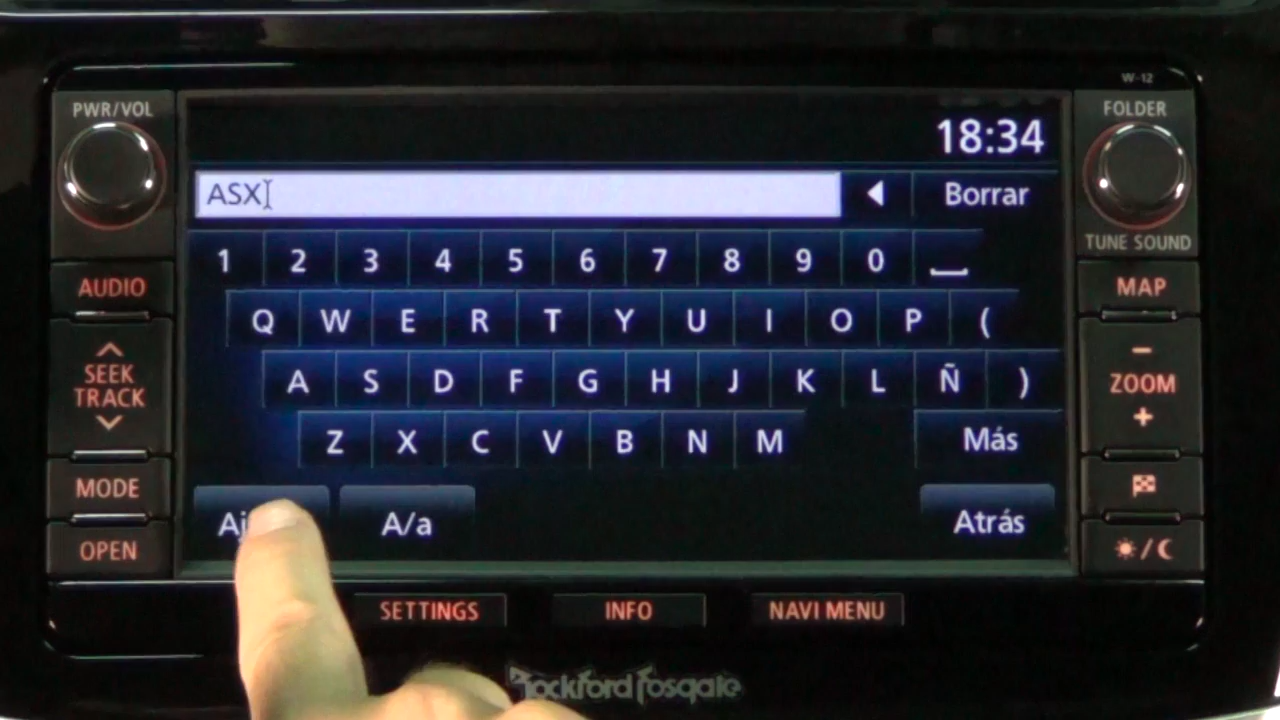 W-12
PWR/VOL
FOLDER
18:34
ASX
Borrar
TUNE SOUND
1 2 3 4 5 6 7 8 9 0
AUDIO
MAP
Q W E R T Y U I O P (
SEEK
TRACK
−
ZOOM
+
A S D F G H J K L Ñ )
Z X C V B N M
Más
MODE
A/a
Atrás
OPEN
SETTINGS
INFO
NAVI MENU
Rockford Fosgate